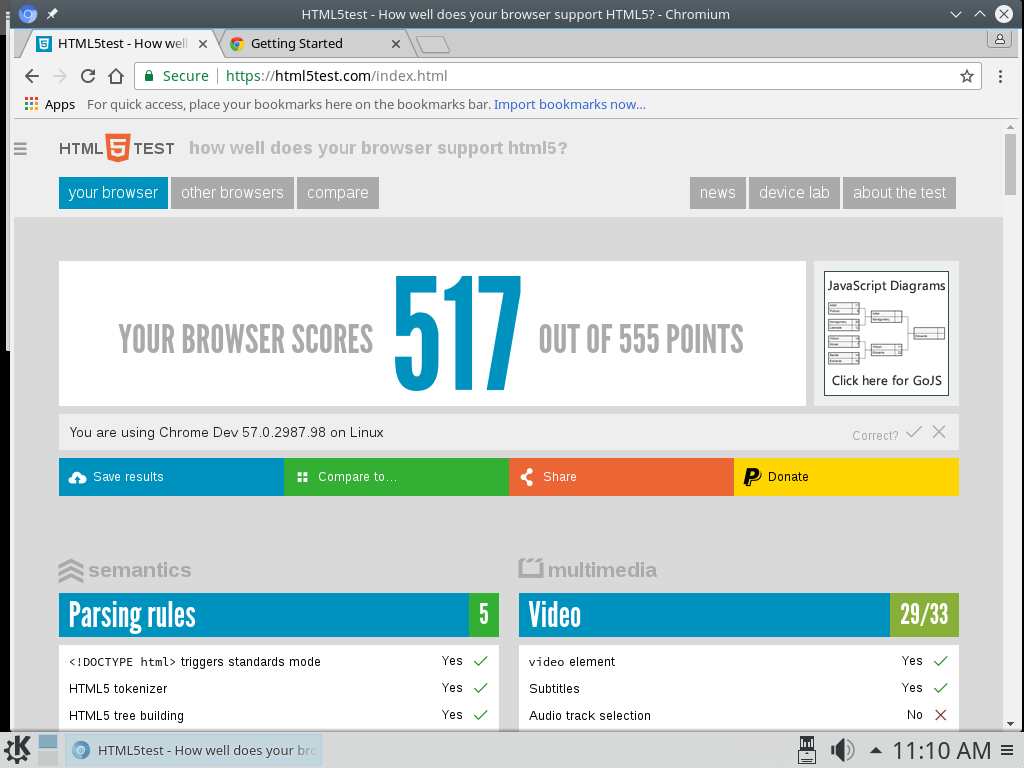 HTML5test - How well does your browser support HTML5? - Chromium
HTML5test - How well
Getting Started
Secure
https://html5test.com/index.html
Apps
For quick access, place your bookmarks here on the bookmarks bar. Import bookmarks now...
HTML 5 TEST
how well does your browser support html5?
your browser
other browsers
compare
news
device lab
about the test
YOUR BROWSER SCORES 517 OUT OF 555 POINTS
JavaScript Diagrams
Click here for GoJS
You are using Chrome Dev 57.0.2987.98 on Linux
Correct?
Save results
Compare to...
Share
Donate
semantics
Parsing rules 5
<!DOCTYPE html> triggers standards mode Yes
HTML5 tokenizer Yes
HTML5 tree building Yes
multimedia
Video 29/33
video element Yes
Subtitles Yes
Audio track selection No
HTML5test - How well does your bro
11:10 AM